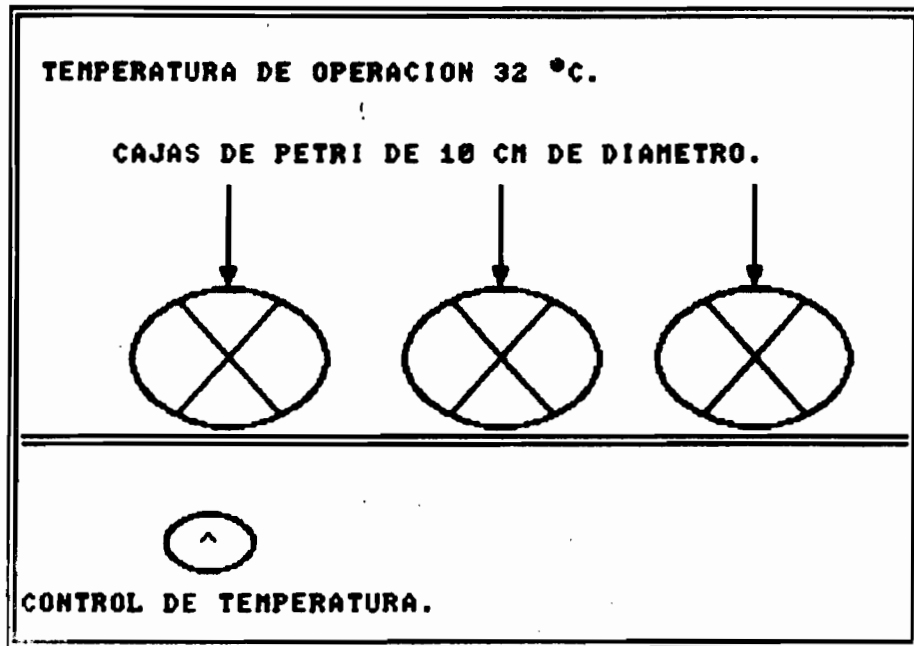 TEMPERATURA DE OPERACION 32 °C.
CAJAS DE PETRI DE 10 CM DE DIAMETRO.
^
CONTROL DE TEMPERATURA.